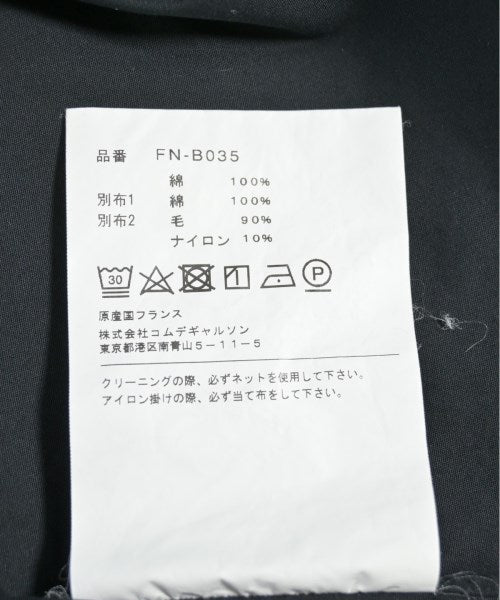 品番 FN-B035
綿 100%
別布1 綿 100%
別布2 毛 90%
ナイロン 10%
30 P
原産国フランス
株式会社コムデギャルソン
東京都港区南青山5-11-5
クリーニングの際、必ずネットを使用して下さい。
アイロン掛けの際、必ず当て布をして下さい。